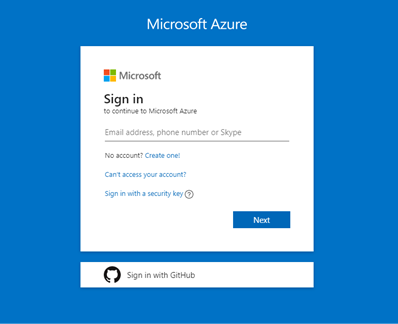 Microsoft Azure
Microsoft
Sign in
to continue to Microsoft Azure
Email address, phone number or Skype
No account? Create one!
Can't access your account?
Sign in with a security key ?
Next
Sign in with GitHub